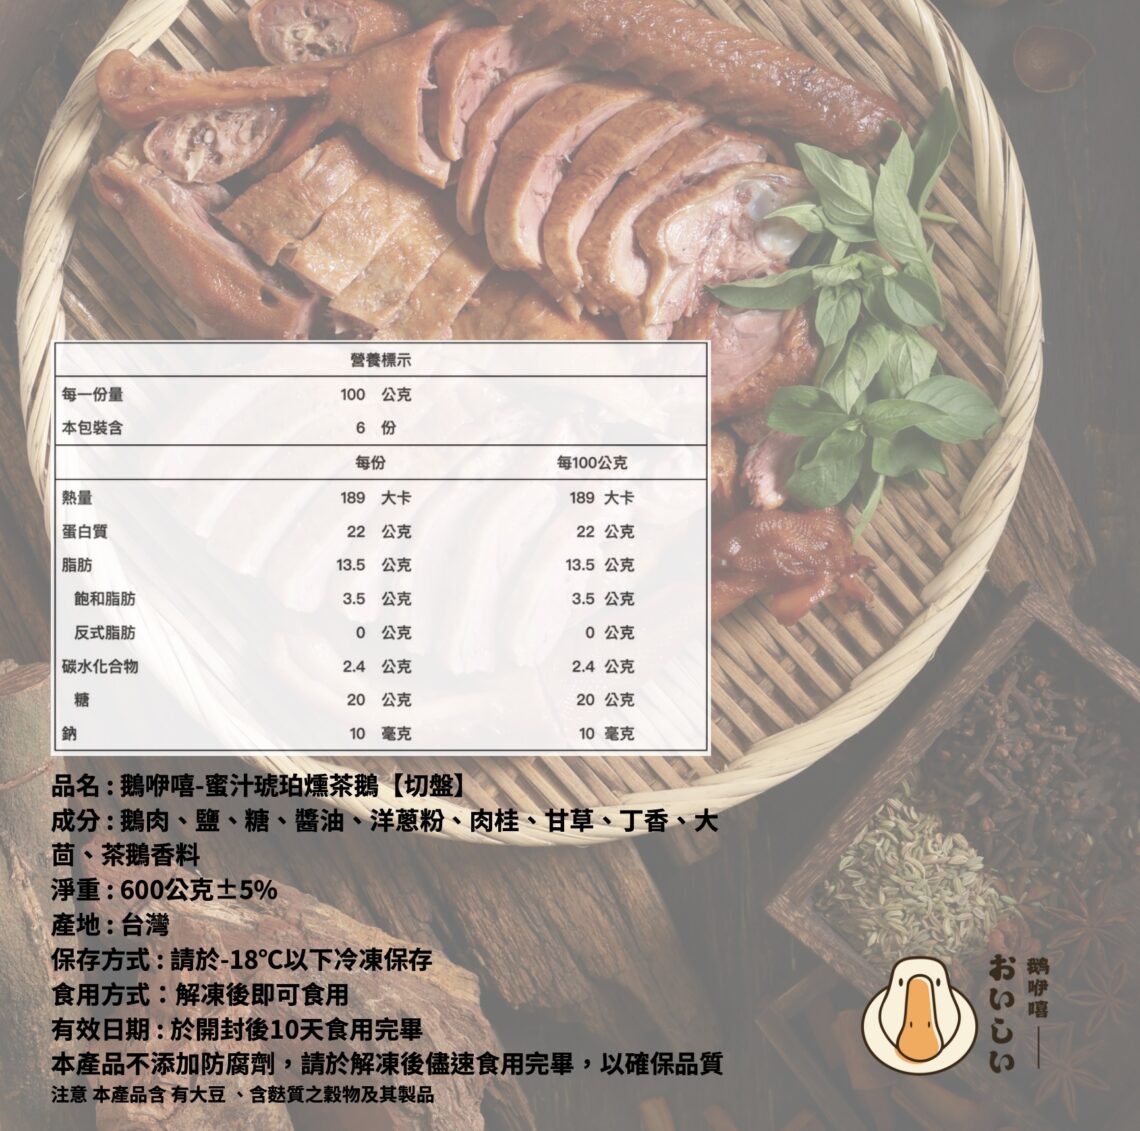 營養標示
每一份量 100 公克
本包裝含 6 份
每份 每100公克
熱量 189 大卡 189 大卡
蛋白質 22 公克 22 公克
脂肪 13.5 公克 13.5 公克
飽和脂肪 3.5 公克 3.5 公克
反式脂肪 0 公克 0 公克
碳水化合物 2.4 公克 2.4 公克
糖 20 公克 20 公克
鈉 10 毫克 10 毫克
品名 : 鵝咿嘻-蜜汁琥珀燻茶鵝【切盤】
成分 : 鵝肉、鹽、糖、醬油、洋蔥粉、肉桂、甘草、丁香、大
茴、茶鵝香料
淨重 : 600公克±5%
產地 : 台灣
保存方式 : 請於-18℃以下冷凍保存
食用方式：解凍後即可食用
有效日期 : 於開封後10天食用完畢
本產品不添加防腐劑，請於解凍後儘速食用完畢，以確保品質
注意 本產品含 有大豆 、含麩質之穀物及其製品
鵝咿嘻
おいしい